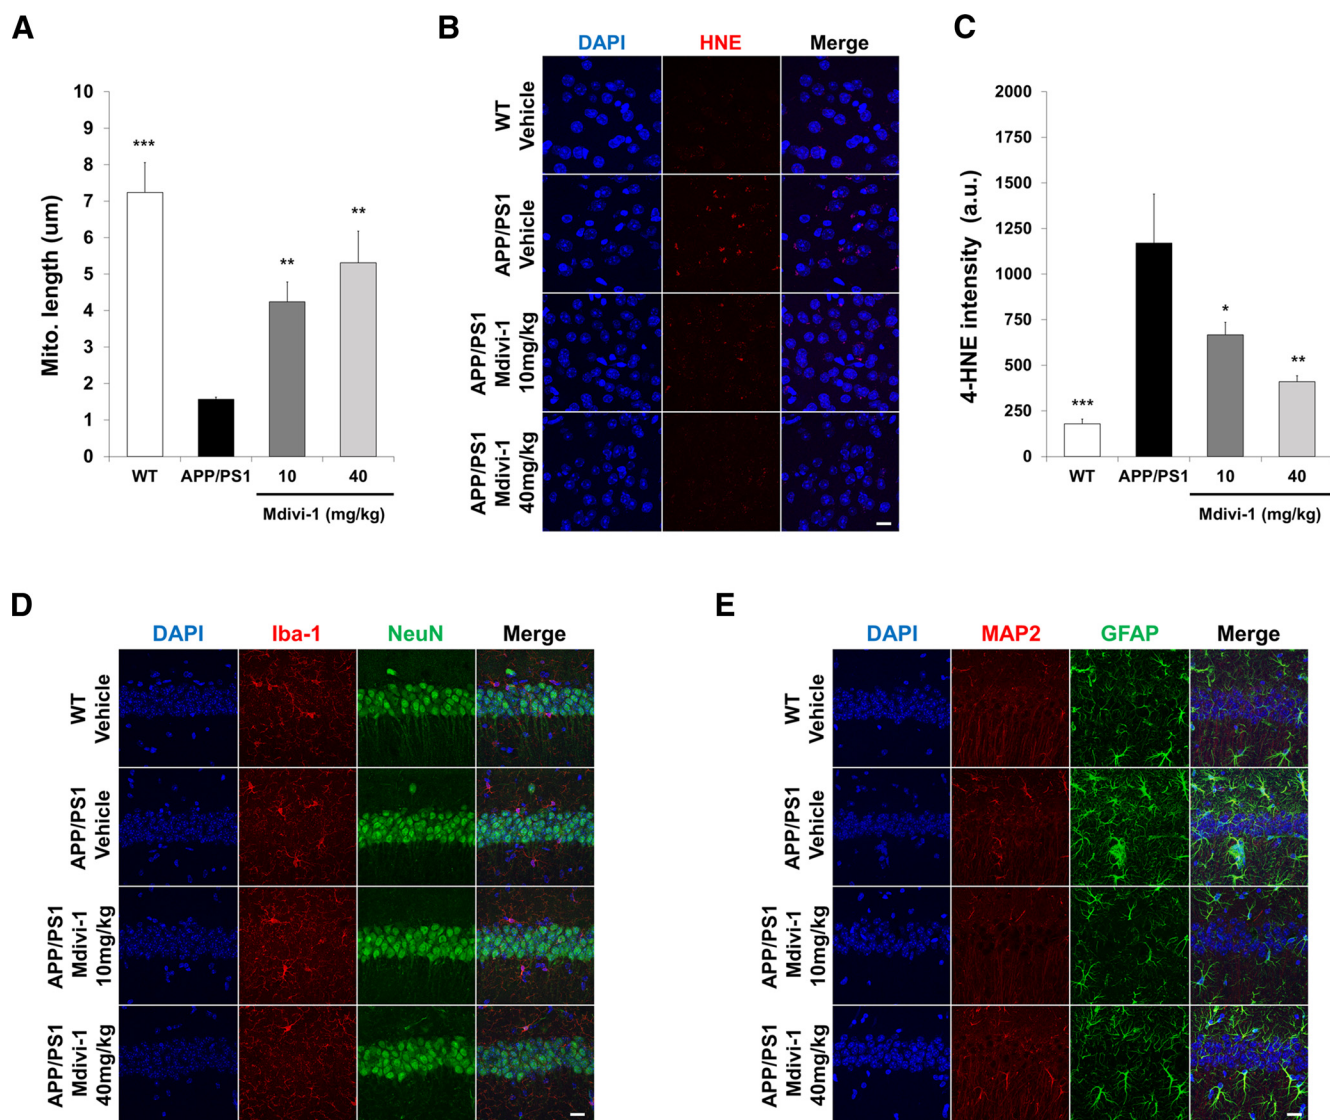 A
Mito. length (um)
10
9
8
7
6
5
4
3
2
1
0
***
**
**
WT
APP/PS1
10
40
Mdivi-1 (mg/kg)
B
DAPI
HNE
Merge
WT
Vehicle
APP/PS1
Vehicle
APP/PS1
Mdivi-1
10mg/kg
APP/PS1
Mdivi-1
40mg/kg
C
4-HNE intensity (a.u.)
2000
1750
1500
1250
1000
750
500
250
0
***
*
**
WT
APP/PS1
10
40
Mdivi-1 (mg/kg)
D
DAPI
Iba-1
NeuN
Merge
WT
Vehicle
APP/PS1
Vehicle
APP/PS1
Mdivi-1
10mg/kg
APP/PS1
Mdivi-1
40mg/kg
E
DAPI
MAP2
GFAP
Merge
WT
Vehicle
APP/PS1
Vehicle
APP/PS1
Mdivi-1
10mg/kg
APP/PS1
Mdivi-1
40mg/kg